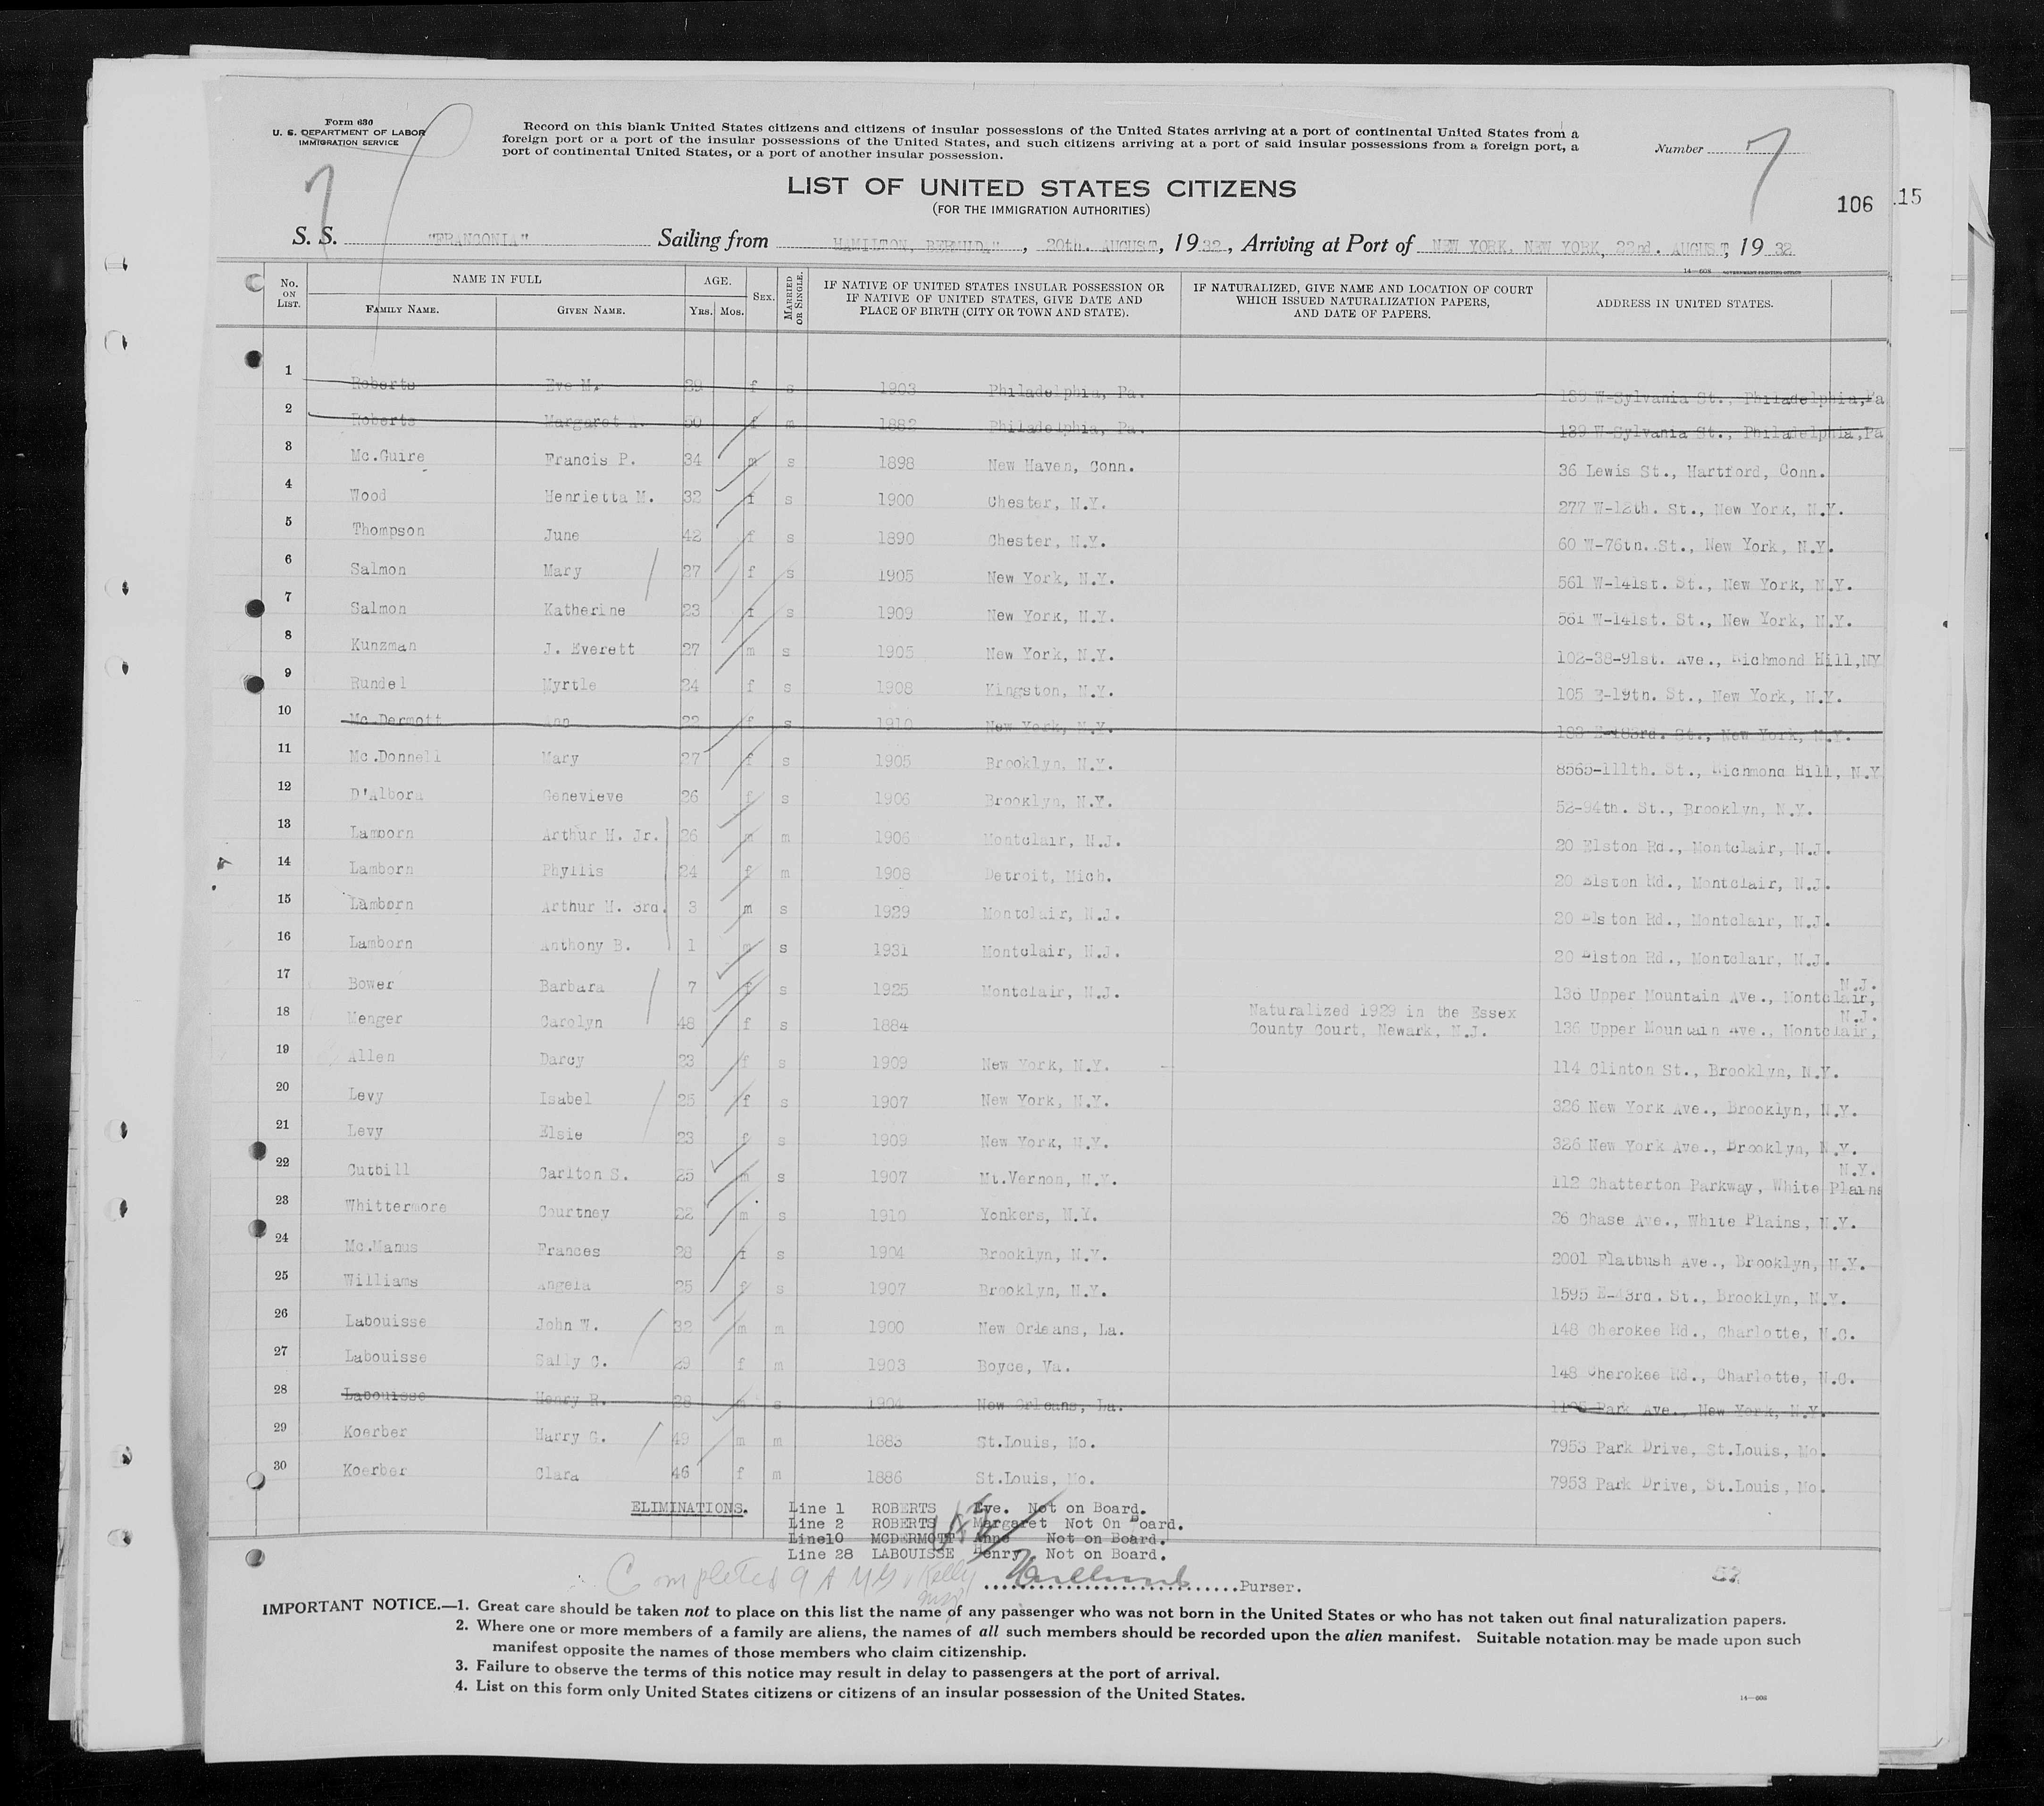 Form 630
U. S. DEPARTMENT OF LABOR
IMMIGRATION SERVICE
Record on this blank United States citizens and citizens of insular possessions of the United States arriving at a port of continental United States from a
foreign port or a port of the insular possessions of the United States, and such citizens arriving at a port of said insular possessions from a foreign port, a
port of continental United States, or a port of another insular possession.
Number 7
7
LIST OF UNITED STATES CITIZENS
(FOR THE IMMIGRATION AUTHORITIES)
106 15
S. S. "FRANCONIA" Sailing from HAMILTON, BERMUDA, 20th. AUGUST, 1932, Arriving at Port of NEW YORK, NEW YORK, 22nd. AUGUST, 1932
14—608 GOVERNMENT PRINTING OFFICE
No. ON LIST. NAME IN FULL FAMILY NAME. GIVEN NAME. AGE. YRS. MOS. SEX. MARRIED OR SINGLE. IF NATIVE OF UNITED STATES INSULAR POSSESSION OR IF NATIVE OF UNITED STATES, GIVE DATE AND PLACE OF BIRTH (CITY OR TOWN AND STATE). IF NATURALIZED, GIVE NAME AND LOCATION OF COURT WHICH ISSUED NATURALIZATION PAPERS, AND DATE OF PAPERS. ADDRESS IN UNITED STATES.
1 Roberts Eve M. 29 f s 1903 Philadelphia, Pa. 139 W-Sylvania St., Philadelphia,Pa
2 Roberts Margaret A. 50 f m 1882 Philadelphia, Pa. 139 W-Sylvania St., Philadelphia,Pa
3 Mc.Guire Francis P. 34 m s 1898 New Haven, Conn. 36 Lewis St., Hartford, Conn.
4 Wood Henrietta M. 32 f s 1900 Chester, N.Y. 277 W-12th. St., New York, N.Y.
5 Thompson June 42 f s 1890 Chester, N.Y. 60 W-76th. St., New York, N.Y.
6 Salmon Mary 27 f s 1905 New York, N.Y. 561 W-141st. St., New York, N.Y.
7 Salmon Katherine 23 f s 1909 New York, N.Y. 561 W-141st. St., New York, N.Y.
8 Kunzman J. Everett 27 m s 1905 New York, N.Y. 102-38-91st. Ave., Richmond Hill,NY
9 Rundel Myrtle 24 f s 1908 Kingston, N.Y. 105 E-19th. St., New York, N.Y.
10 Mc.Dermott Ann 22 f s 1910 New York, N.Y. E-183rd. St., New York, N.Y.
11 Mc.Donnell Mary 27 f s 1905 Brooklyn, N.Y. 8565-111th. St., Richmond Hill, N.Y
12 D'Albora Genevieve 26 f s 1906 Brooklyn, N.Y. 52-94th. St., Brooklyn, N.Y.
13 Lamborn Arthur H. Jr. 26 m m 1906 Montclair, N.J. 20 Elston Rd., Montclair, N.J.
14 Lamborn Phyllis 24 f m 1908 Detroit, Mich. 20 Elston Rd., Montclair, N.J.
15 Lamborn Arthur H. 3rd. 3 m s 1929 Montclair, N.J. 20 Elston Rd., Montclair, N.J.
16 Lamborn Anthony B. 1 m s 1931 Montclair, N.J. 20 Elston Rd., Montclair, N.J.
17 Bower Barbara 7 f s 1925 Montclair, N.J. 136 Upper Mountain Ave., Montclair, N.J.
18 Menger Carolyn 48 f s 1884 Naturalized 1929 in the Essex County Court, Newark, N.J. 136 Upper Mountain Ave., Montclair, N.J.
19 Allen Darcy 23 f s 1909 New York, N.Y. 114 Clinton St., Brooklyn, N.Y.
20 Levy Isabel 25 f s 1907 New York, N.Y. 326 New York Ave., Brooklyn, N.Y.
21 Levy Elsie 23 f s 1909 New York, N.Y. 326 New York Ave., Brooklyn, N.Y.
22 Cutbill Carlton S. 25 m s 1907 Mt.Vernon, N.Y. 112 Chatterton Parkway, White Plains N.Y.
23 Whittermore Courtney 22 m s 1910 Yonkers, N.Y. 26 Chase Ave., White Plains, N.Y.
24 Mc.Manus Frances 28 f s 1904 Brooklyn, N.Y. 2001 Flatbush Ave., Brooklyn, N.Y.
25 Williams Angela 25 f s 1907 Brooklyn, N.Y. 1595 E-43rd. St., Brooklyn, N.Y.
26 Labouisse John W. 32 m m 1900 New Orleans, La. 148 Cherokee Rd., Charlotte, N.C.
27 Labouisse Sally C. 29 f m 1903 Boyce, Va. 148 Cherokee Rd., Charlotte, N.C.
28 Labouisse Henry R. 28 m s 1904 New Orleans, La. Park Ave., New York, N.Y.
29 Koerber Harry G. 49 m m 1883 St.Louis, Mo. 7953 Park Drive, St.Louis, Mo.
30 Koerber Clara 46 f m 1886 St.Louis, Mo. 7953 Park Drive, St.Louis, Mo.
ELIMINATIONS. Line 1 ROBERTS Eve. Not on Board.
Line 2 ROBERTS Margaret Not On Board.
Line10 MCDERMOTT Anne Not on Board.
Line 28 LABOUISSE Henry Not on Board.
Completed Kelly
Purser.
IMPORTANT NOTICE.—1. Great care should be taken not to place on this list the name of any passenger who was not born in the United States or who has not taken out final naturalization papers.
2. Where one or more members of a family are aliens, the names of all such members should be recorded upon the alien manifest. Suitable notation may be made upon such
manifest opposite the names of those members who claim citizenship.
3. Failure to observe the terms of this notice may result in delay to passengers at the port of arrival.
4. List on this form only United States citizens or citizens of an insular possession of the United States.
14—608